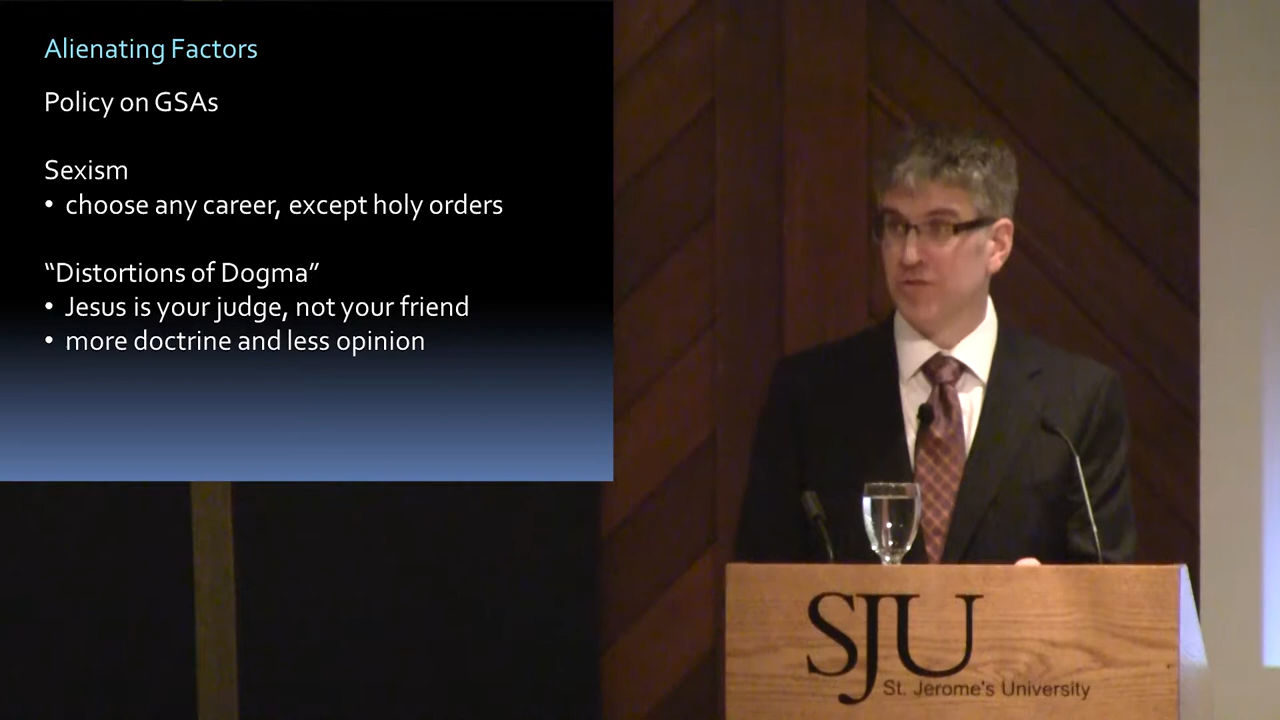 Alienating Factors
Policy on GSAs
Sexism
• choose any career, except holy orders
“Distortions of Dogma”
• Jesus is your judge, not your friend
• more doctrine and less opinion
SJU
St. Jerome's University